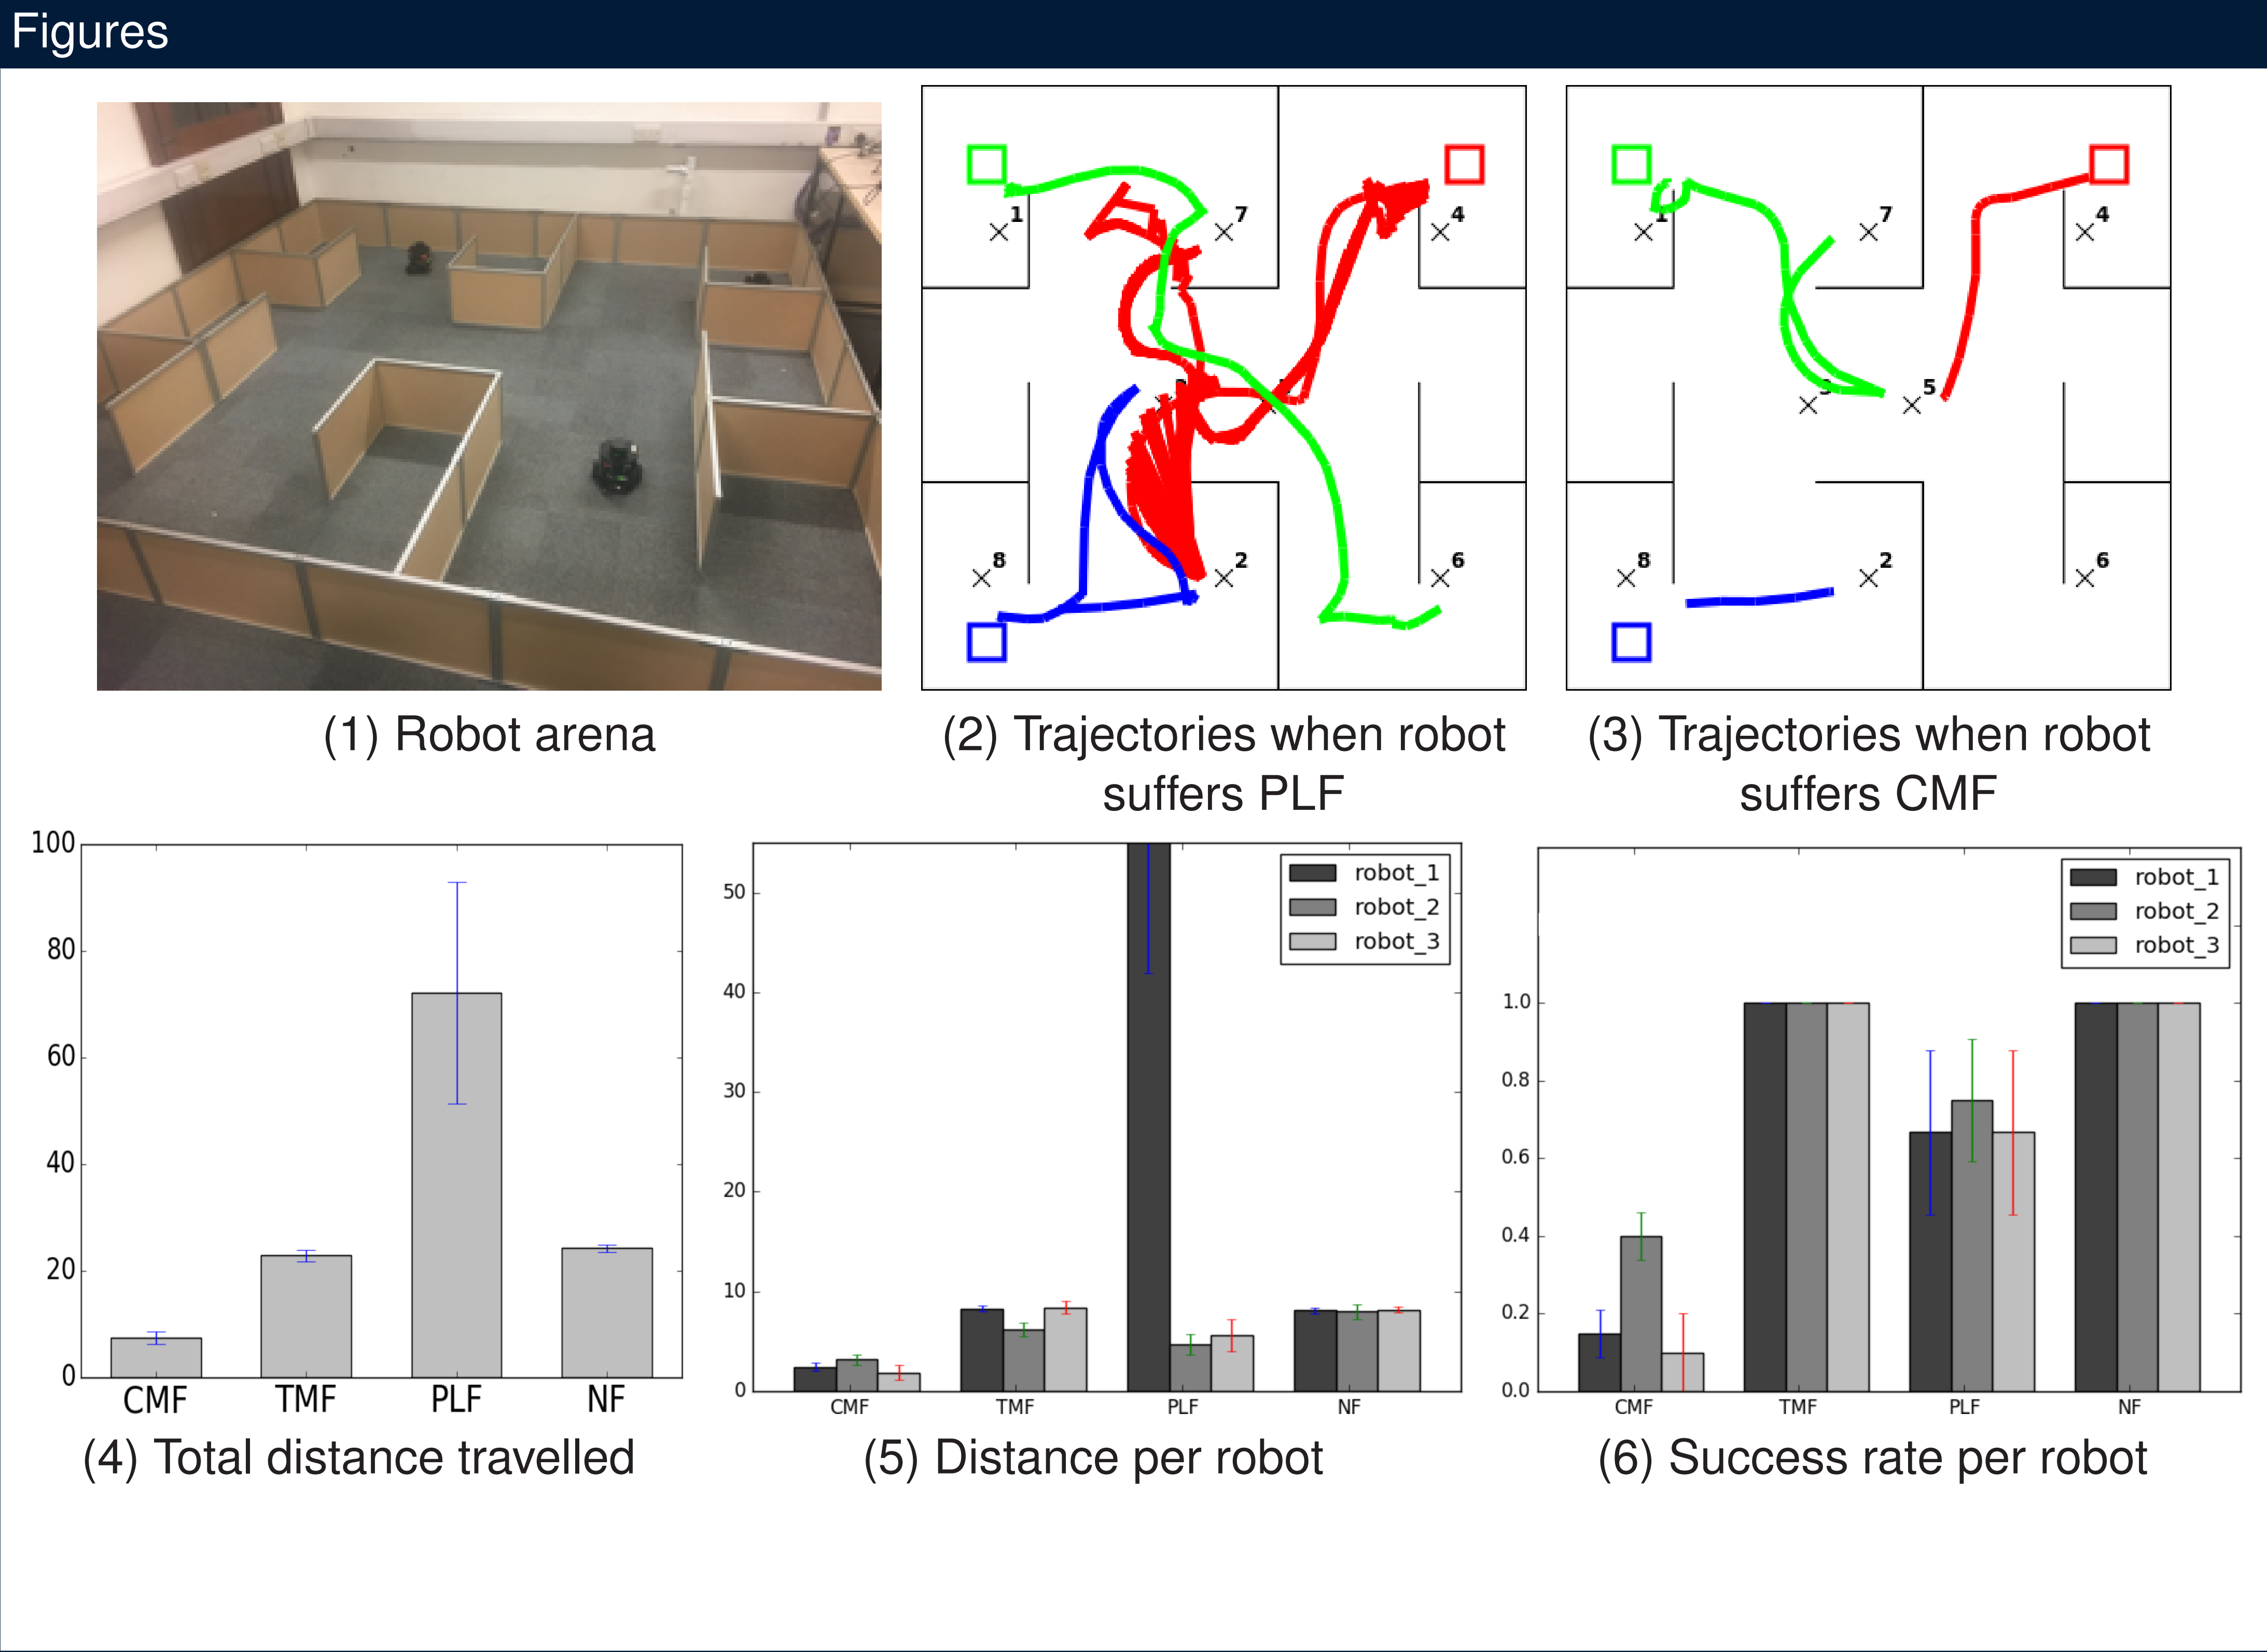 Figures
1
7
4
8
2
6
1
7
4
5
8
2
6
(1) Robot arena
(2) Trajectories when robot
suffers PLF
(3) Trajectories when robot
suffers CMF
100
80
60
40
20
0
CMF TMF PLF NF
(4) Total distance travelled
50
40
30
20
10
0
robot_1
robot_2
robot_3
CMF TMF PLF NF
(5) Distance per robot
1.0
0.8
0.6
0.4
0.2
0.0
robot_1
robot_2
robot_3
CMF TMF PLF NF
(6) Success rate per robot